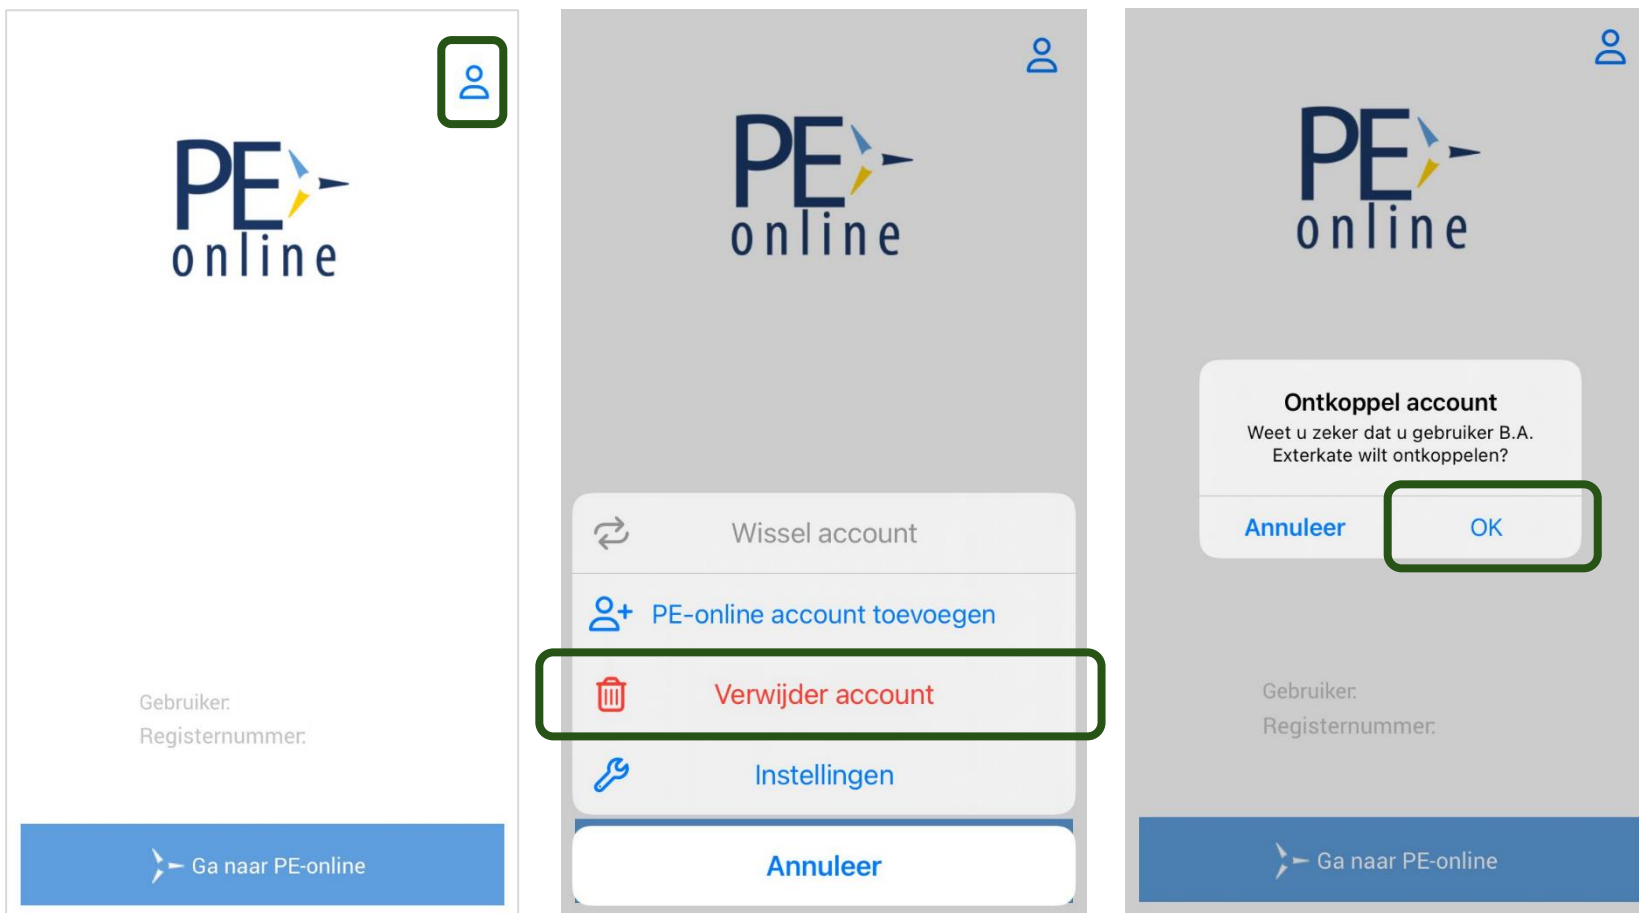 PE
online
Gebruiker:
Registernummer:
Ga naar PE-online
PE
online
Wissel account
PE-online account toevoegen
Verwijder account
Instellingen
Annuleer
PE
online
Ontkoppel account
Weet u zeker dat u gebruiker B.A.
Exterkate wilt ontkoppelen?
Annuleer
OK
Gebruiker:
Registernummer:
Ga naar PE-online